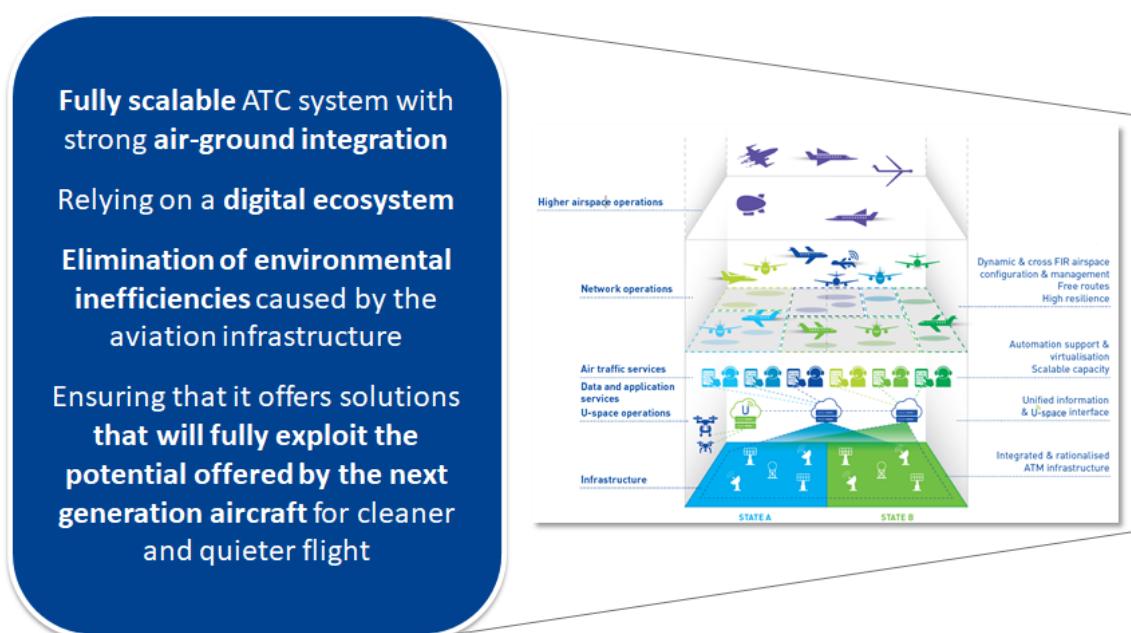 Fully scalable ATC system with
strong air-ground integration
Relying on a digital ecosystem
Elimination of environmental
inefficiencies caused by the
aviation infrastructure
Ensuring that it offers solutions
that will fully exploit the
potential offered by the next
generation aircraft for cleaner
and quieter flight
Higher airspace operations
Network operations
Air traffic services
Data and application
services
U-space operations
Infrastructure
U
STATE A
STATE B
Dynamic & cross FIR airspace
configuration & management
Free routes
High resilience
Automation support &
virtualisation
Scalable capacity
Unified information
& U-space interface
Integrated & rationalised
ATM infrastructure